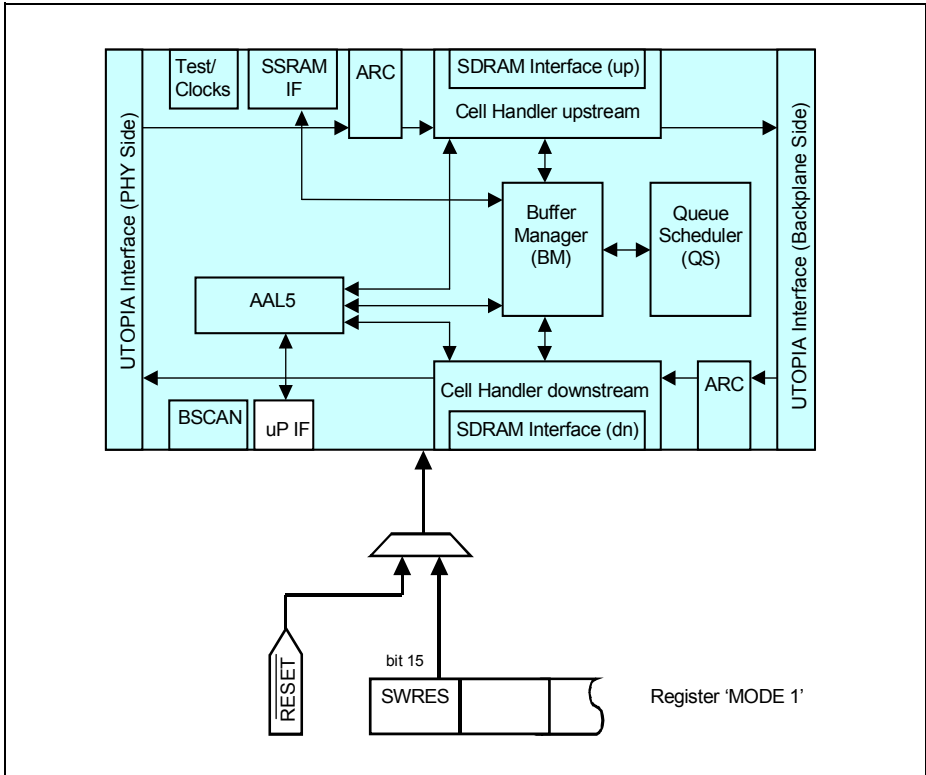 UTOPIA Interface (PHY Side)
Test/
Clocks
SSRAM
IF
ARC
SDRAM Interface (up)
Cell Handler upstream
UTOPIA Interface (Backplane Side)
Buffer
Manager
(BM)
Queue
Scheduler
(QS)
AAL5
Cell Handler downstream
SDRAM Interface (dn)
ARC
BSCAN
uP IF
RESET
bit 15
SWRES
Register ‘MODE 1’